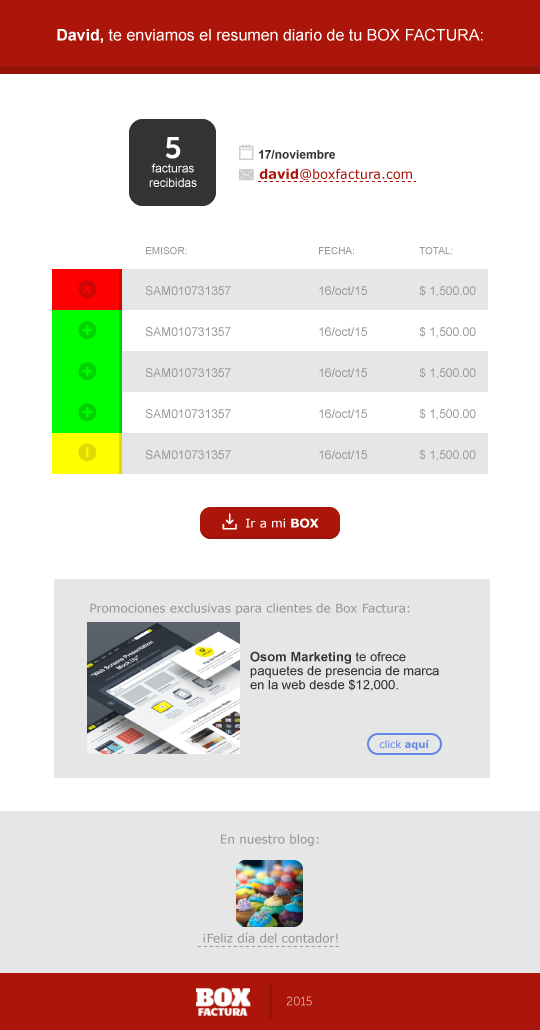 David, te enviamos el resumen diario de tu BOX FACTURA:
5
facturas
recibidas
17/noviembre
david@boxfactura.com
EMISOR: FECHA: TOTAL:
SAM010731357 16/oct/15 $ 1,500.00
SAM010731357 16/oct/15 $ 1,500.00
SAM010731357 16/oct/15 $ 1,500.00
SAM010731357 16/oct/15 $ 1,500.00
SAM010731357 16/oct/15 $ 1,500.00
Ir a mi BOX
Promociones exclusivas para clientes de Box Factura:
"Web Screens Presentation
Mock-Up"
Osom Marketing te ofrece
paquetes de presencia de marca
en la web desde $12,000.
click aquí
En nuestro blog:
¡Feliz día del contador!
BOX
FACTURA
2015